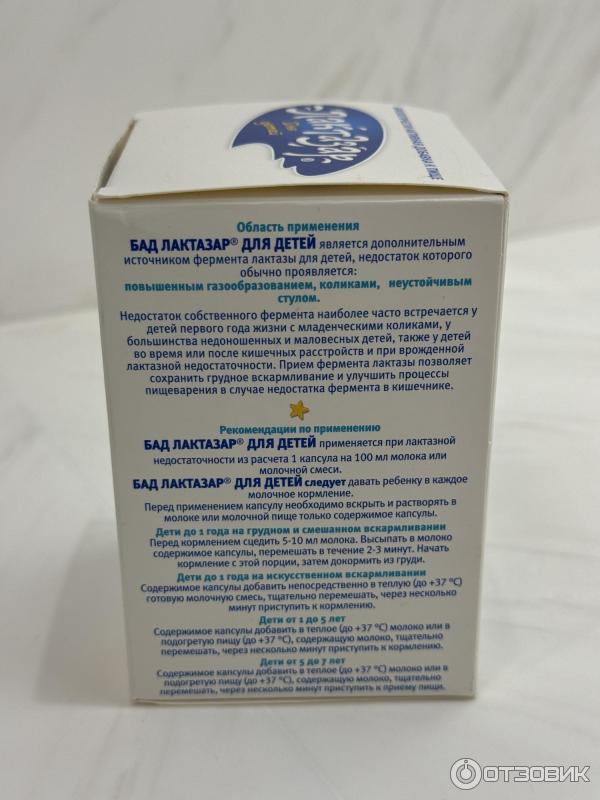 Лактазар®
Область применения
БАД ЛАКТАЗАР® ДЛЯ ДЕТЕЙ является дополнительным
источником фермента лактазы для детей, недостаток которого
обычно проявляется:
повышенным газообразованием, коликами, неустойчивым
стулом.
Недостаток собственного фермента наиболее часто встречается у
детей первого года жизни с младенческими коликами, у
большинства недоношенных и маловесных детей, также у детей
во время или после кишечных расстройств и при врожденной
лактазной недостаточности. Прием фермента лактазы позволяет
сохранить грудное вскармливание и улучшить процессы
пищеварения в случае недостатка фермента в кишечнике.
Рекомендации по применению
БАД ЛАКТАЗАР® ДЛЯ ДЕТЕЙ применяется при лактазной
недостаточности из расчета 1 капсула на 100 мл молока или
молочной смеси.
БАД ЛАКТАЗАР® ДЛЯ ДЕТЕЙ следует давать ребенку в каждое
молочное кормление.
Перед применением капсулу необходимо вскрыть и растворять в
молоке или молочной пище только содержимое капсулы.
Дети до 1 года на грудном и смешанном вскармливании
Перед кормлением сцедить 5-10 мл молока. Высыпать в молоко
содержимое капсулы, перемешать в течение 2-3 минут. Начать
кормление с этой порции, затем докормить из груди.
Дети до 1 года на искусственном вскармливании
Содержимое капсулы добавить непосредственно в теплую (до +37 °C)
готовую молочную смесь, тщательно перемешать, через несколько
минут приступить к кормлению.
Дети от 1 до 5 лет
Содержимое капсулы добавить в теплое (до +37 °C) молоко или в
подогретую пищу (до +37 °C), содержащую молоко, тщательно
перемешать, через несколько минут приступить к кормлению.
Дети от 5 до 7 лет
Содержимое капсулы добавить в теплое (до +37 °C) молоко или в
подогретую пищу (до +37 °C), содержащую молоко, тщательно
перемешать, через несколько минут приступить к приему пищи.
ОТЗОВИК